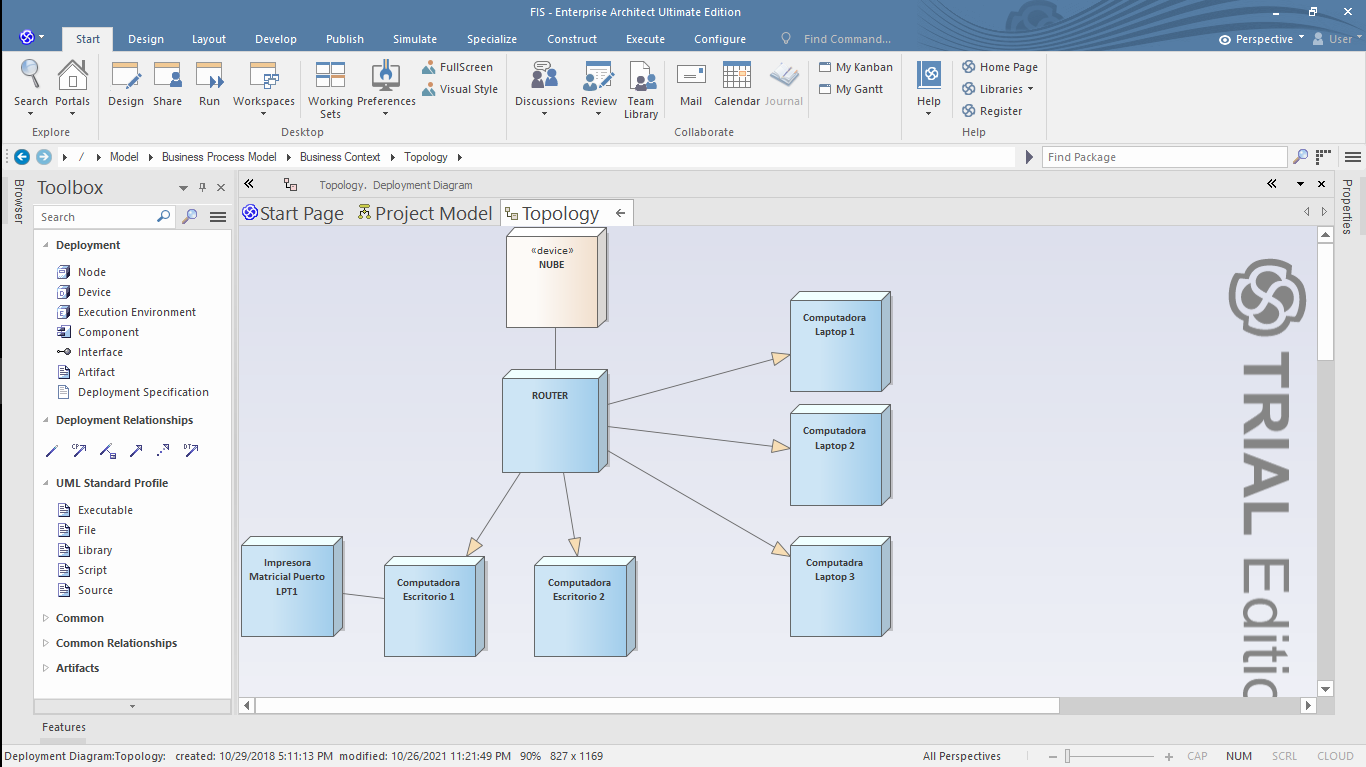 FIS - Enterprise Architect Ultimate Edition
Start Design Layout Develop Publish Simulate Specialize Construct Execute Configure Find Command... Perspective User
Search Portals Design Share Run Workspaces Working Sets Preferences FullScreen Visual Style Discussions Review Team Library Mail Calendar Journal My Kanban My Gantt Help Home Page Libraries Register
Explore Desktop Collaborate Help
/ Model Business Process Model Business Context Topology Find Package
Browser
Toolbox
Topology. Deployment Diagram
Properties
Search
Start Page Project Model Topology
Deployment
Node
Device
Execution Environment
Component
Interface
Artifact
Deployment Specification
Deployment Relationships
CP DT
UML Standard Profile
Executable
File
Library
Script
Source
Common
Common Relationships
Artifacts
Features
«device»
NUBE
ROUTER
Computadora
Laptop 1
Computadora
Laptop 2
Computadra
Laptop 3
Impresora
Matricial Puerto
LPT1
Computadora
Escritorio 1
Computadora
Escritorio 2
TRIAL Editio
Deployment Diagram:Topology: created: 10/29/2018 5:11:13 PM modified: 10/26/2021 11:21:49 PM 90% 827 x 1169 All Perspectives CAP NUM SCRL CLOUD